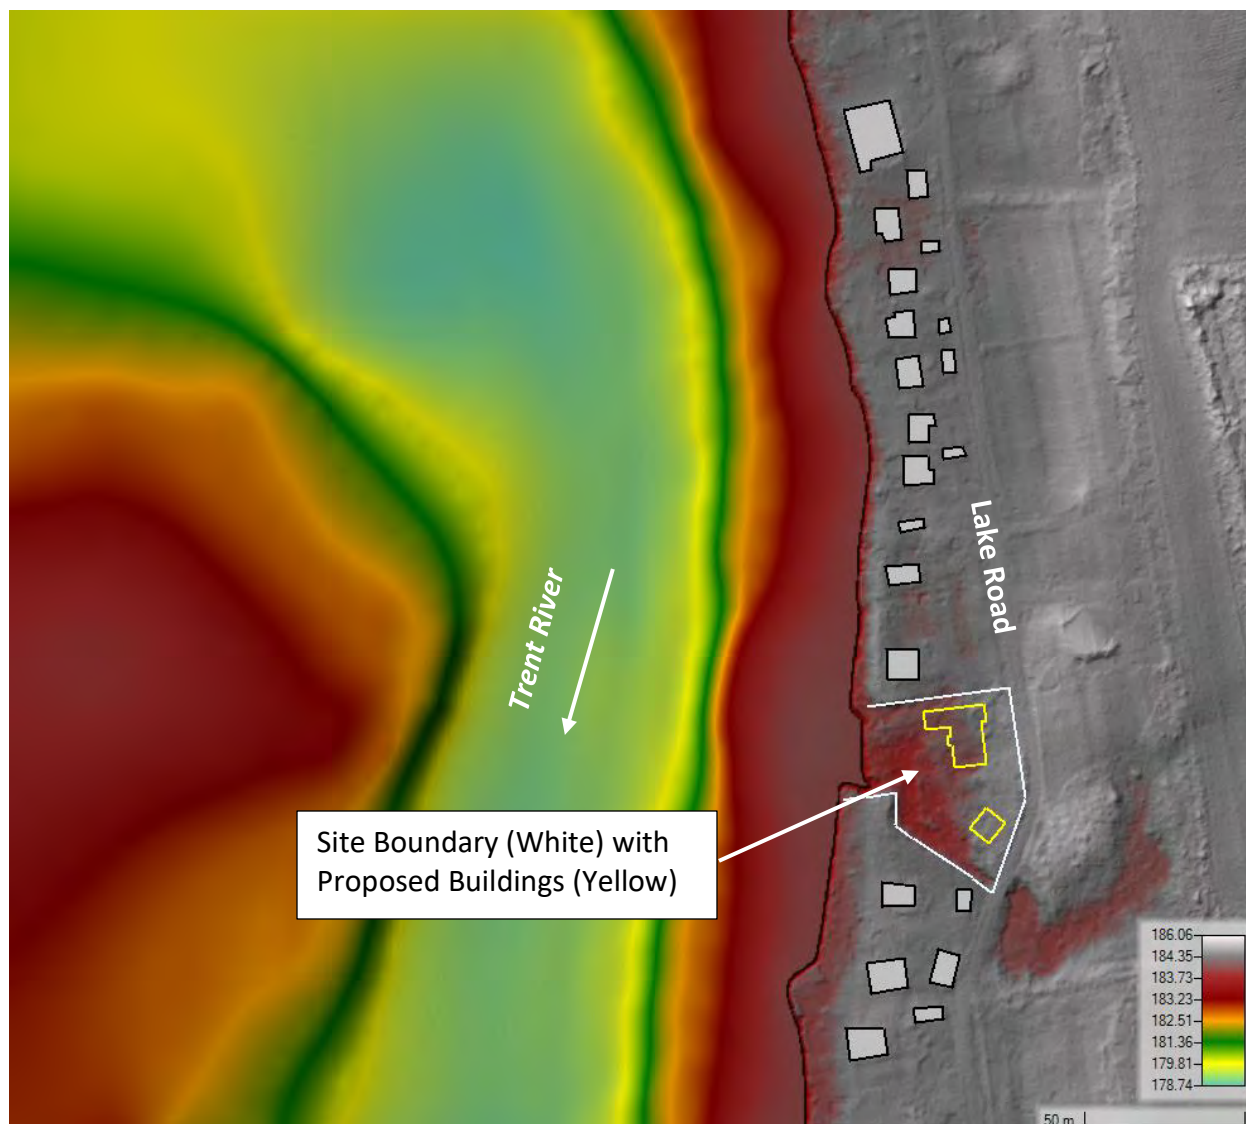 Lake Road
Trent River
Site Boundary (White) with
Proposed Buildings (Yellow)
186.06
184.35
183.73
183.23
182.51
181.36
179.81
178.74
50 m